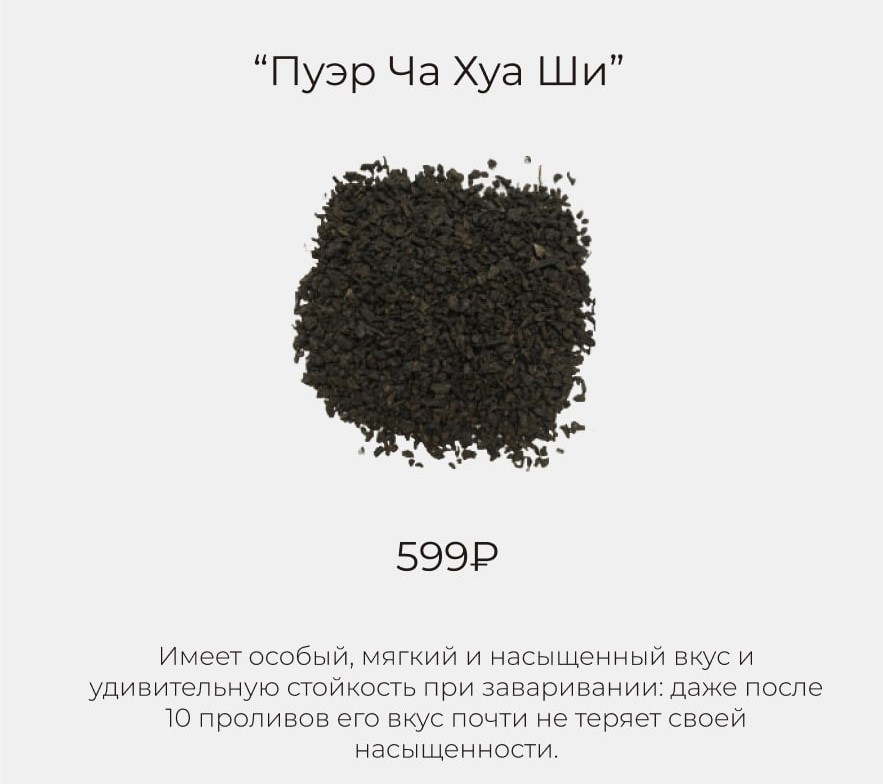 “Пуэр Ча Хуа Ши”
599₽
Имеет особый, мягкий и насыщенный вкус и
удивительную стойкость при заваривании: даже после
10 проливов его вкус почти не теряет своей
насыщенности.